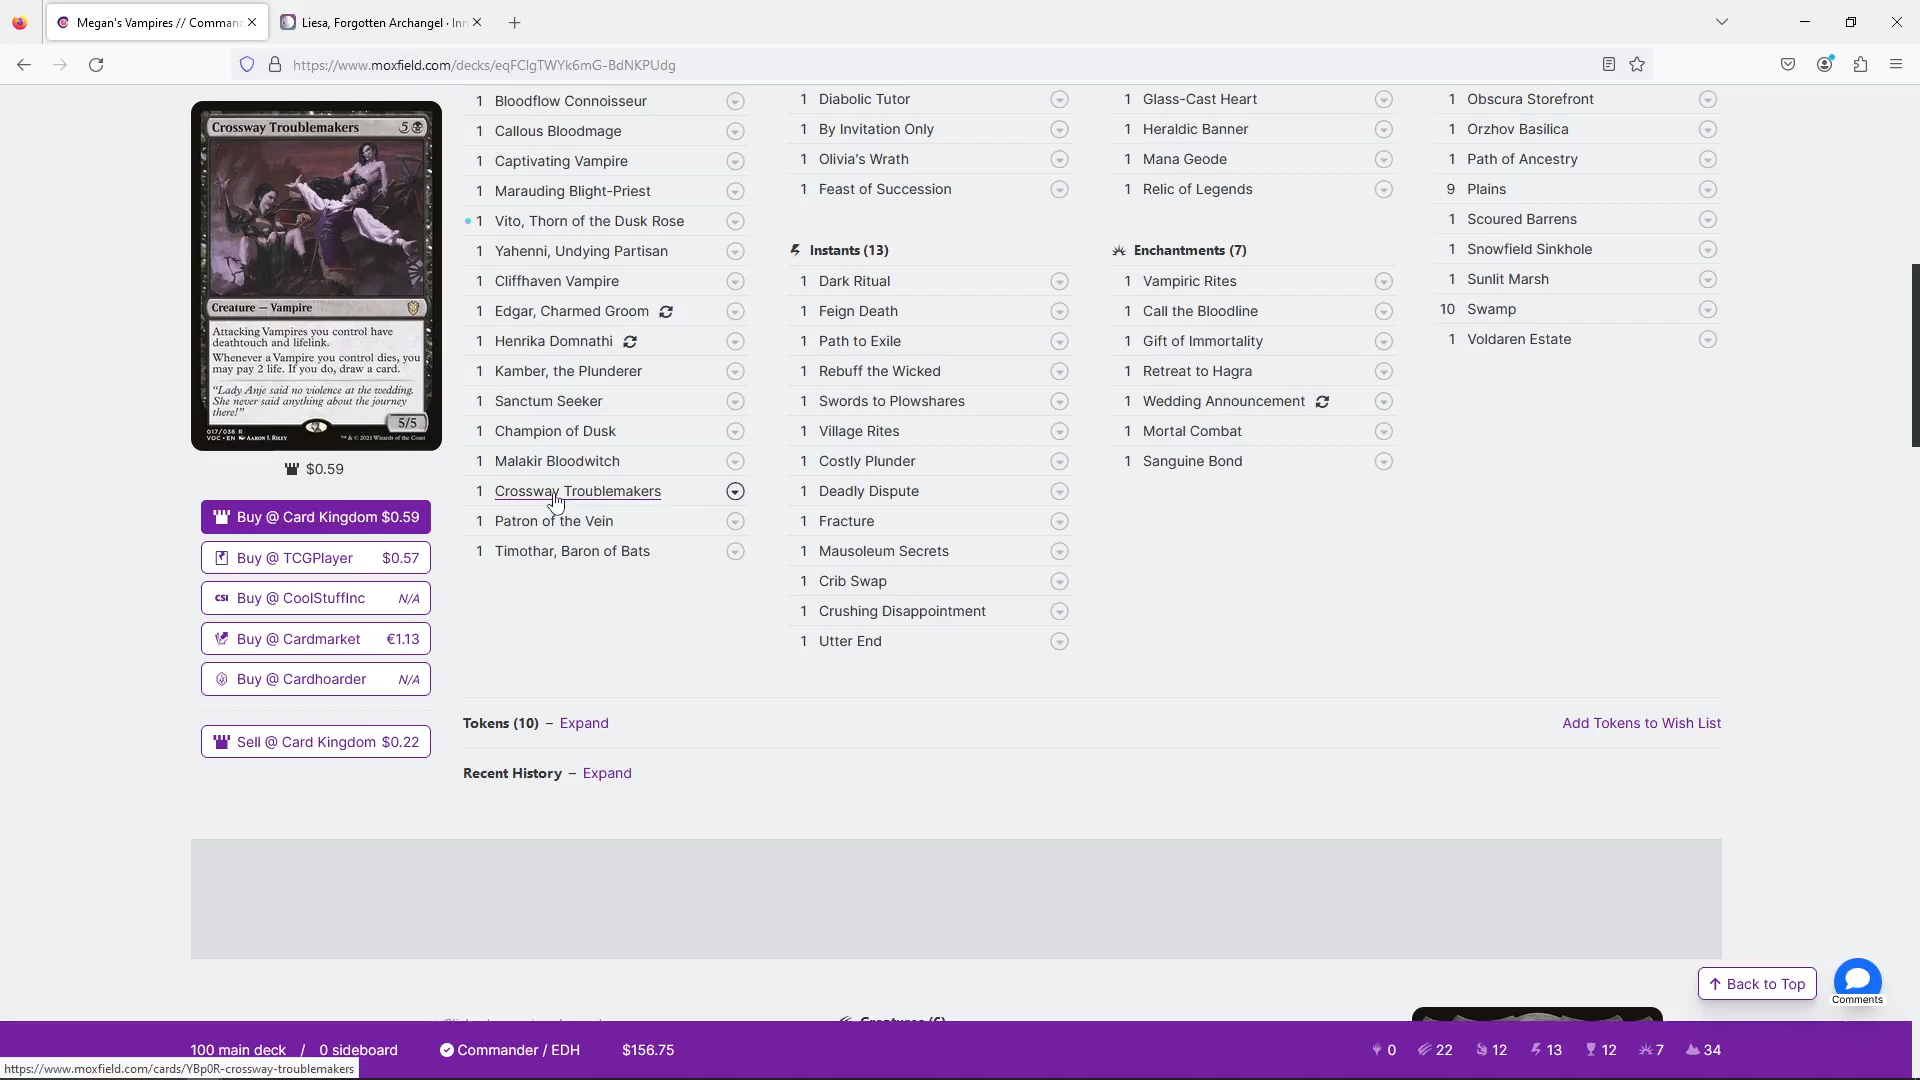 Megan's Vampires // Comman
Liesa, Forgotten Archangel · Inn
https://www.moxfield.com/decks/eqFClgTWYk6mG-BdNKPUdg
Crossway Troublemakers 5
Creature — Vampire
Attacking Vampires you control have
deathtouch and lifelink.
Whenever a Vampire you control dies, you
may pay 2 life. If you do, draw a card.
"Lady Anje said no violence at the wedding.
She never said anything about the journey
there!"
5/5
017/038 R
VOC • EN Aaron J. Riley
™ & © 2021 Wizards of the Coast
$0.59
Buy @ Card Kingdom $0.59
Buy @ TCGPlayer $0.57
CSI Buy @ CoolStuffInc N/A
Buy @ Cardmarket €1.13
Buy @ Cardhoarder N/A
Sell @ Card Kingdom $0.22
1 Bloodflow Connoisseur
1 Callous Bloodmage
1 Captivating Vampire
1 Marauding Blight-Priest
1 Vito, Thorn of the Dusk Rose
1 Yahenni, Undying Partisan
1 Cliffhaven Vampire
1 Edgar, Charmed Groom
1 Henrika Domnathi
1 Kamber, the Plunderer
1 Sanctum Seeker
1 Champion of Dusk
1 Malakir Bloodwitch
1 Crossway Troublemakers
1 Patron of the Vein
1 Timothar, Baron of Bats
1 Diabolic Tutor
1 By Invitation Only
1 Olivia's Wrath
1 Feast of Succession
Instants (13)
1 Dark Ritual
1 Feign Death
1 Path to Exile
1 Rebuff the Wicked
1 Swords to Plowshares
1 Village Rites
1 Costly Plunder
1 Deadly Dispute
1 Fracture
1 Mausoleum Secrets
1 Crib Swap
1 Crushing Disappointment
1 Utter End
1 Glass-Cast Heart
1 Heraldic Banner
1 Mana Geode
1 Relic of Legends
Enchantments (7)
1 Vampiric Rites
1 Call the Bloodline
1 Gift of Immortality
1 Retreat to Hagra
1 Wedding Announcement
1 Mortal Combat
1 Sanguine Bond
1 Obscura Storefront
1 Orzhov Basilica
1 Path of Ancestry
9 Plains
1 Scoured Barrens
1 Snowfield Sinkhole
1 Sunlit Marsh
10 Swamp
1 Voldaren Estate
Tokens (10) – Expand
Add Tokens to Wish List
Recent History – Expand
Back to Top
Comments
100 main deck / 0 sideboard
Commander / EDH
$156.75
0 22 12 13 12 7 34
https://www.moxfield.com/cards/YBp0R-crossway-troublemakers